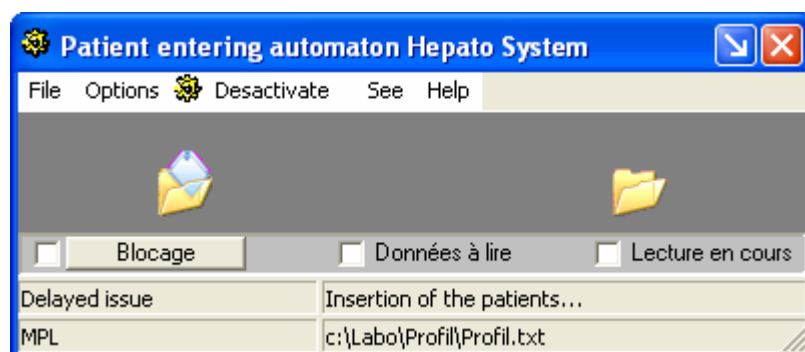 Patient entering automaton Hepato System
File Options Desactivate See Help
Blocage Données à lire Lecture en cours
Delayed issue Insertion of the patients...
MPL c:\Labo\Profil\Profil.txt